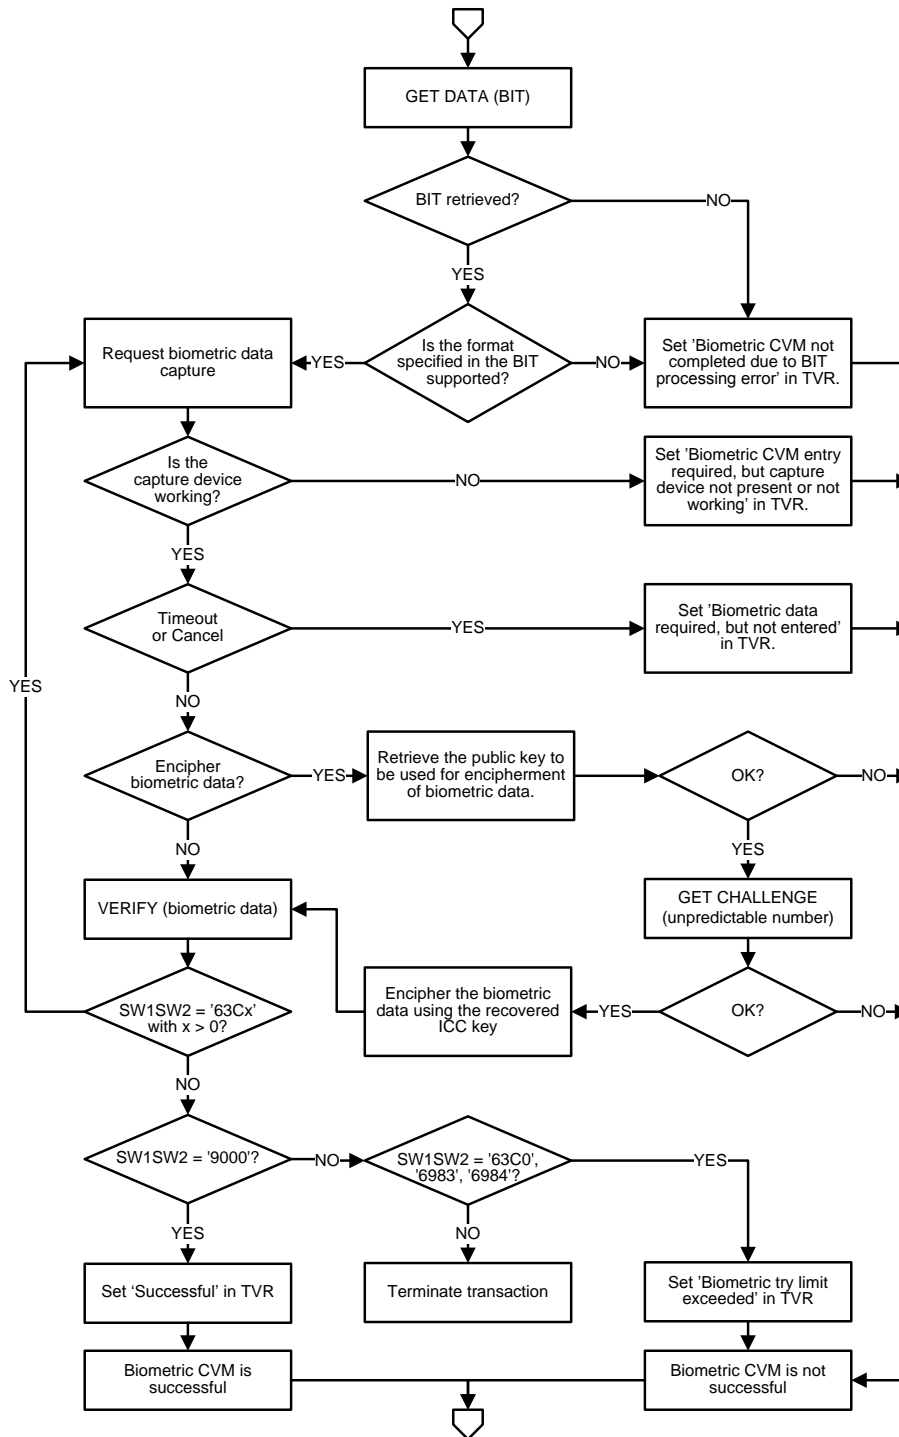 GET DATA (BIT)
BIT retrieved?
NO
YES
Request biometric data
capture
YES
Is the format
specified in the BIT
supported?
NO
Set 'Biometric CVM not
completed due to BIT
processing error' in TVR.
Is the
capture device
working?
NO
Set 'Biometric CVM entry
required, but capture
device not present or not
working' in TVR.
YES
Timeout
or Cancel
YES
Set 'Biometric data
required, but not entered'
in TVR.
YES
NO
Encipher
biometric data?
YES
Retrieve the public key to
be used for encipherment
of biometric data.
OK?
NO
NO
YES
VERIFY (biometric data)
GET CHALLENGE
(unpredictable number)
SW1SW2 = '63Cx'
with x > 0?
Encipher the biometric
data using the recovered
ICC key
YES
OK?
NO
NO
SW1SW2 = '9000'?
NO
SW1SW2 = '63C0',
'6983', '6984'?
YES
YES
NO
Set ‘Successful’ in TVR
Terminate transaction
Set 'Biometric try limit
exceeded' in TVR
Biometric CVM is
successful
Biometric CVM is not
successful